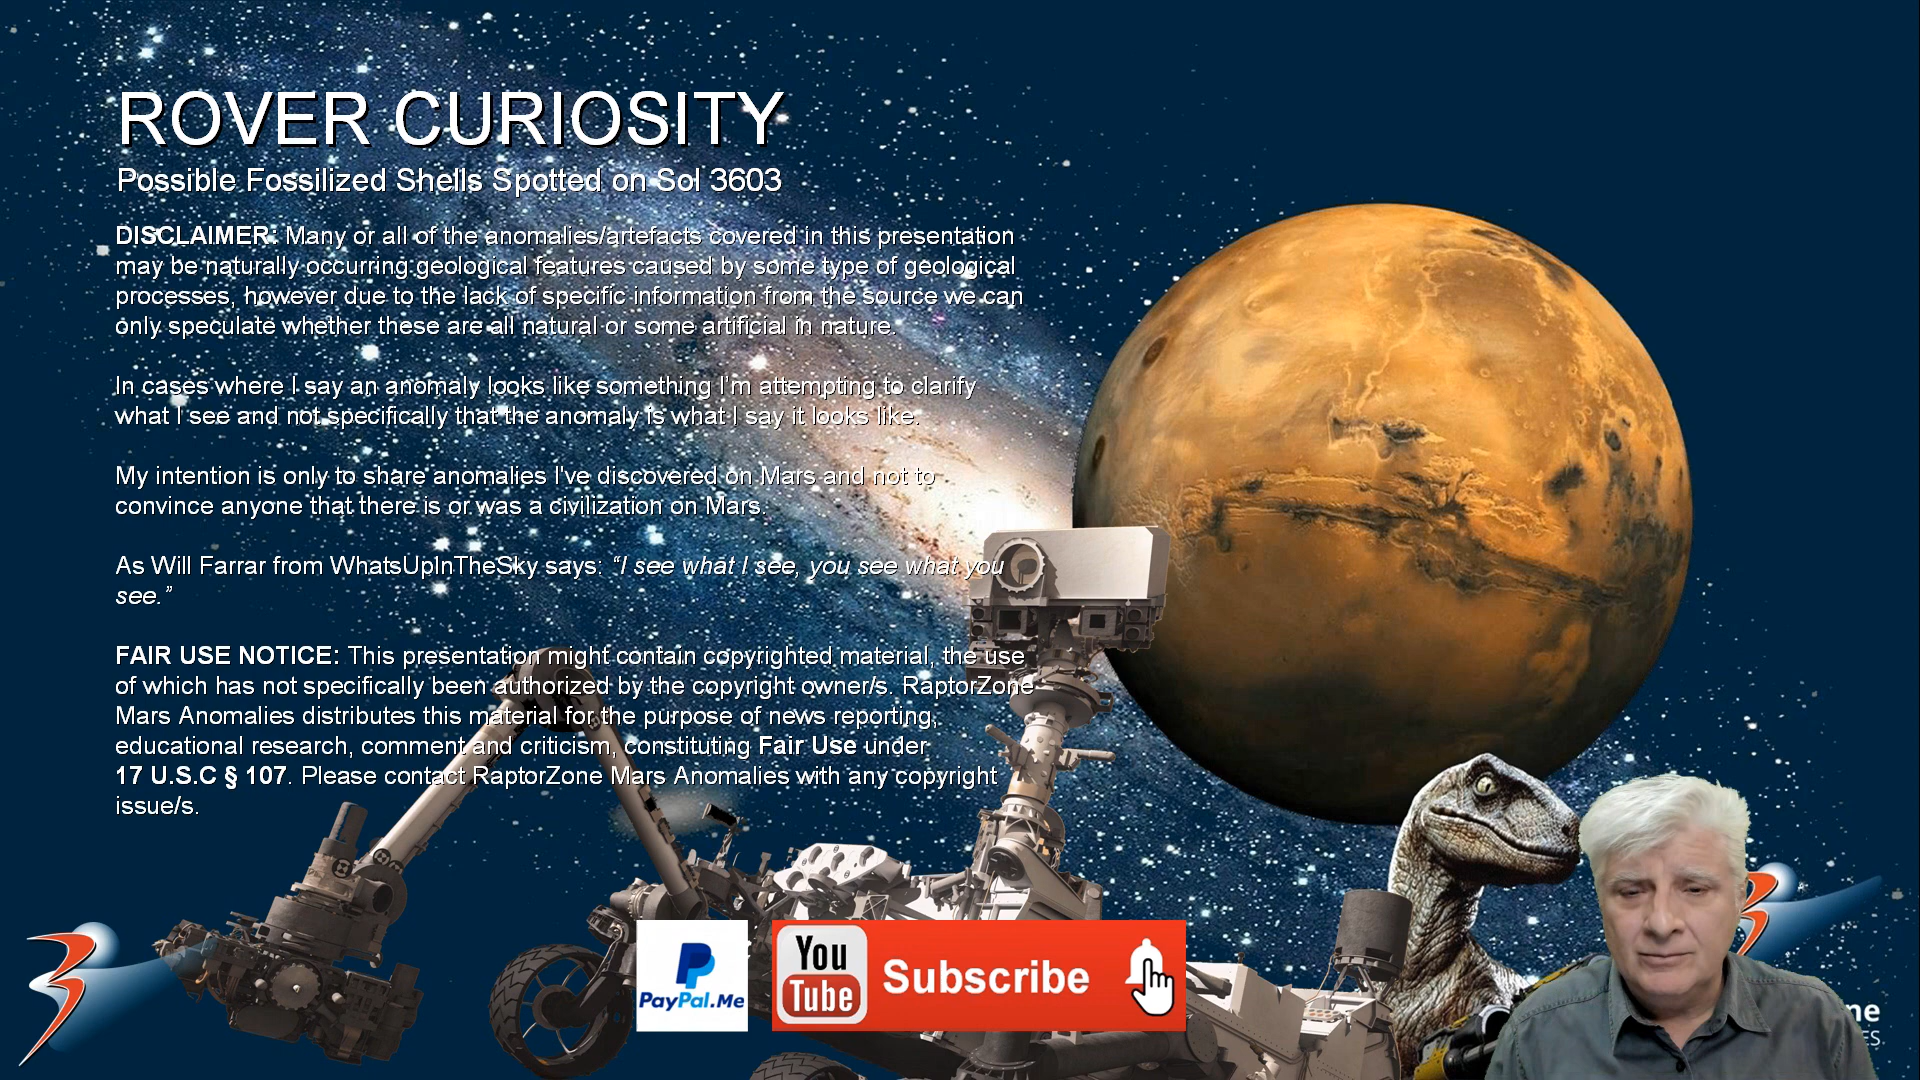 ROVER CURIOSITY
Possible Fossilized Shells Spotted on Sol 3603
DISCLAIMER: Many or all of the anomalies/artefacts covered in this presentation
may be naturally occurring geological features caused by some type of geological
processes, however due to the lack of specific information from the source we can
only speculate whether these are all natural or some artificial in nature.
In cases where I say an anomaly looks like something I'm attempting to clarify
what I see and not specifically that the anomaly is what I say it looks like.
My intention is only to share anomalies I've discovered on Mars and not to
convince anyone that there is or was a civilization on Mars.
As Will Farrar from WhatsUpInTheSky says: “I see what I see, you see what you
see.”
FAIR USE NOTICE: This presentation might contain copyrighted material, the use
of which has not specifically been authorized by the copyright owner/s. RaptorZone
Mars Anomalies distributes this material for the purpose of news reporting,
educational research, comment and criticism, constituting Fair Use under
17 U.S.C § 107. Please contact RaptorZone Mars Anomalies with any copyright
issue/s.
PayPal.Me
You
Tube
Subscribe